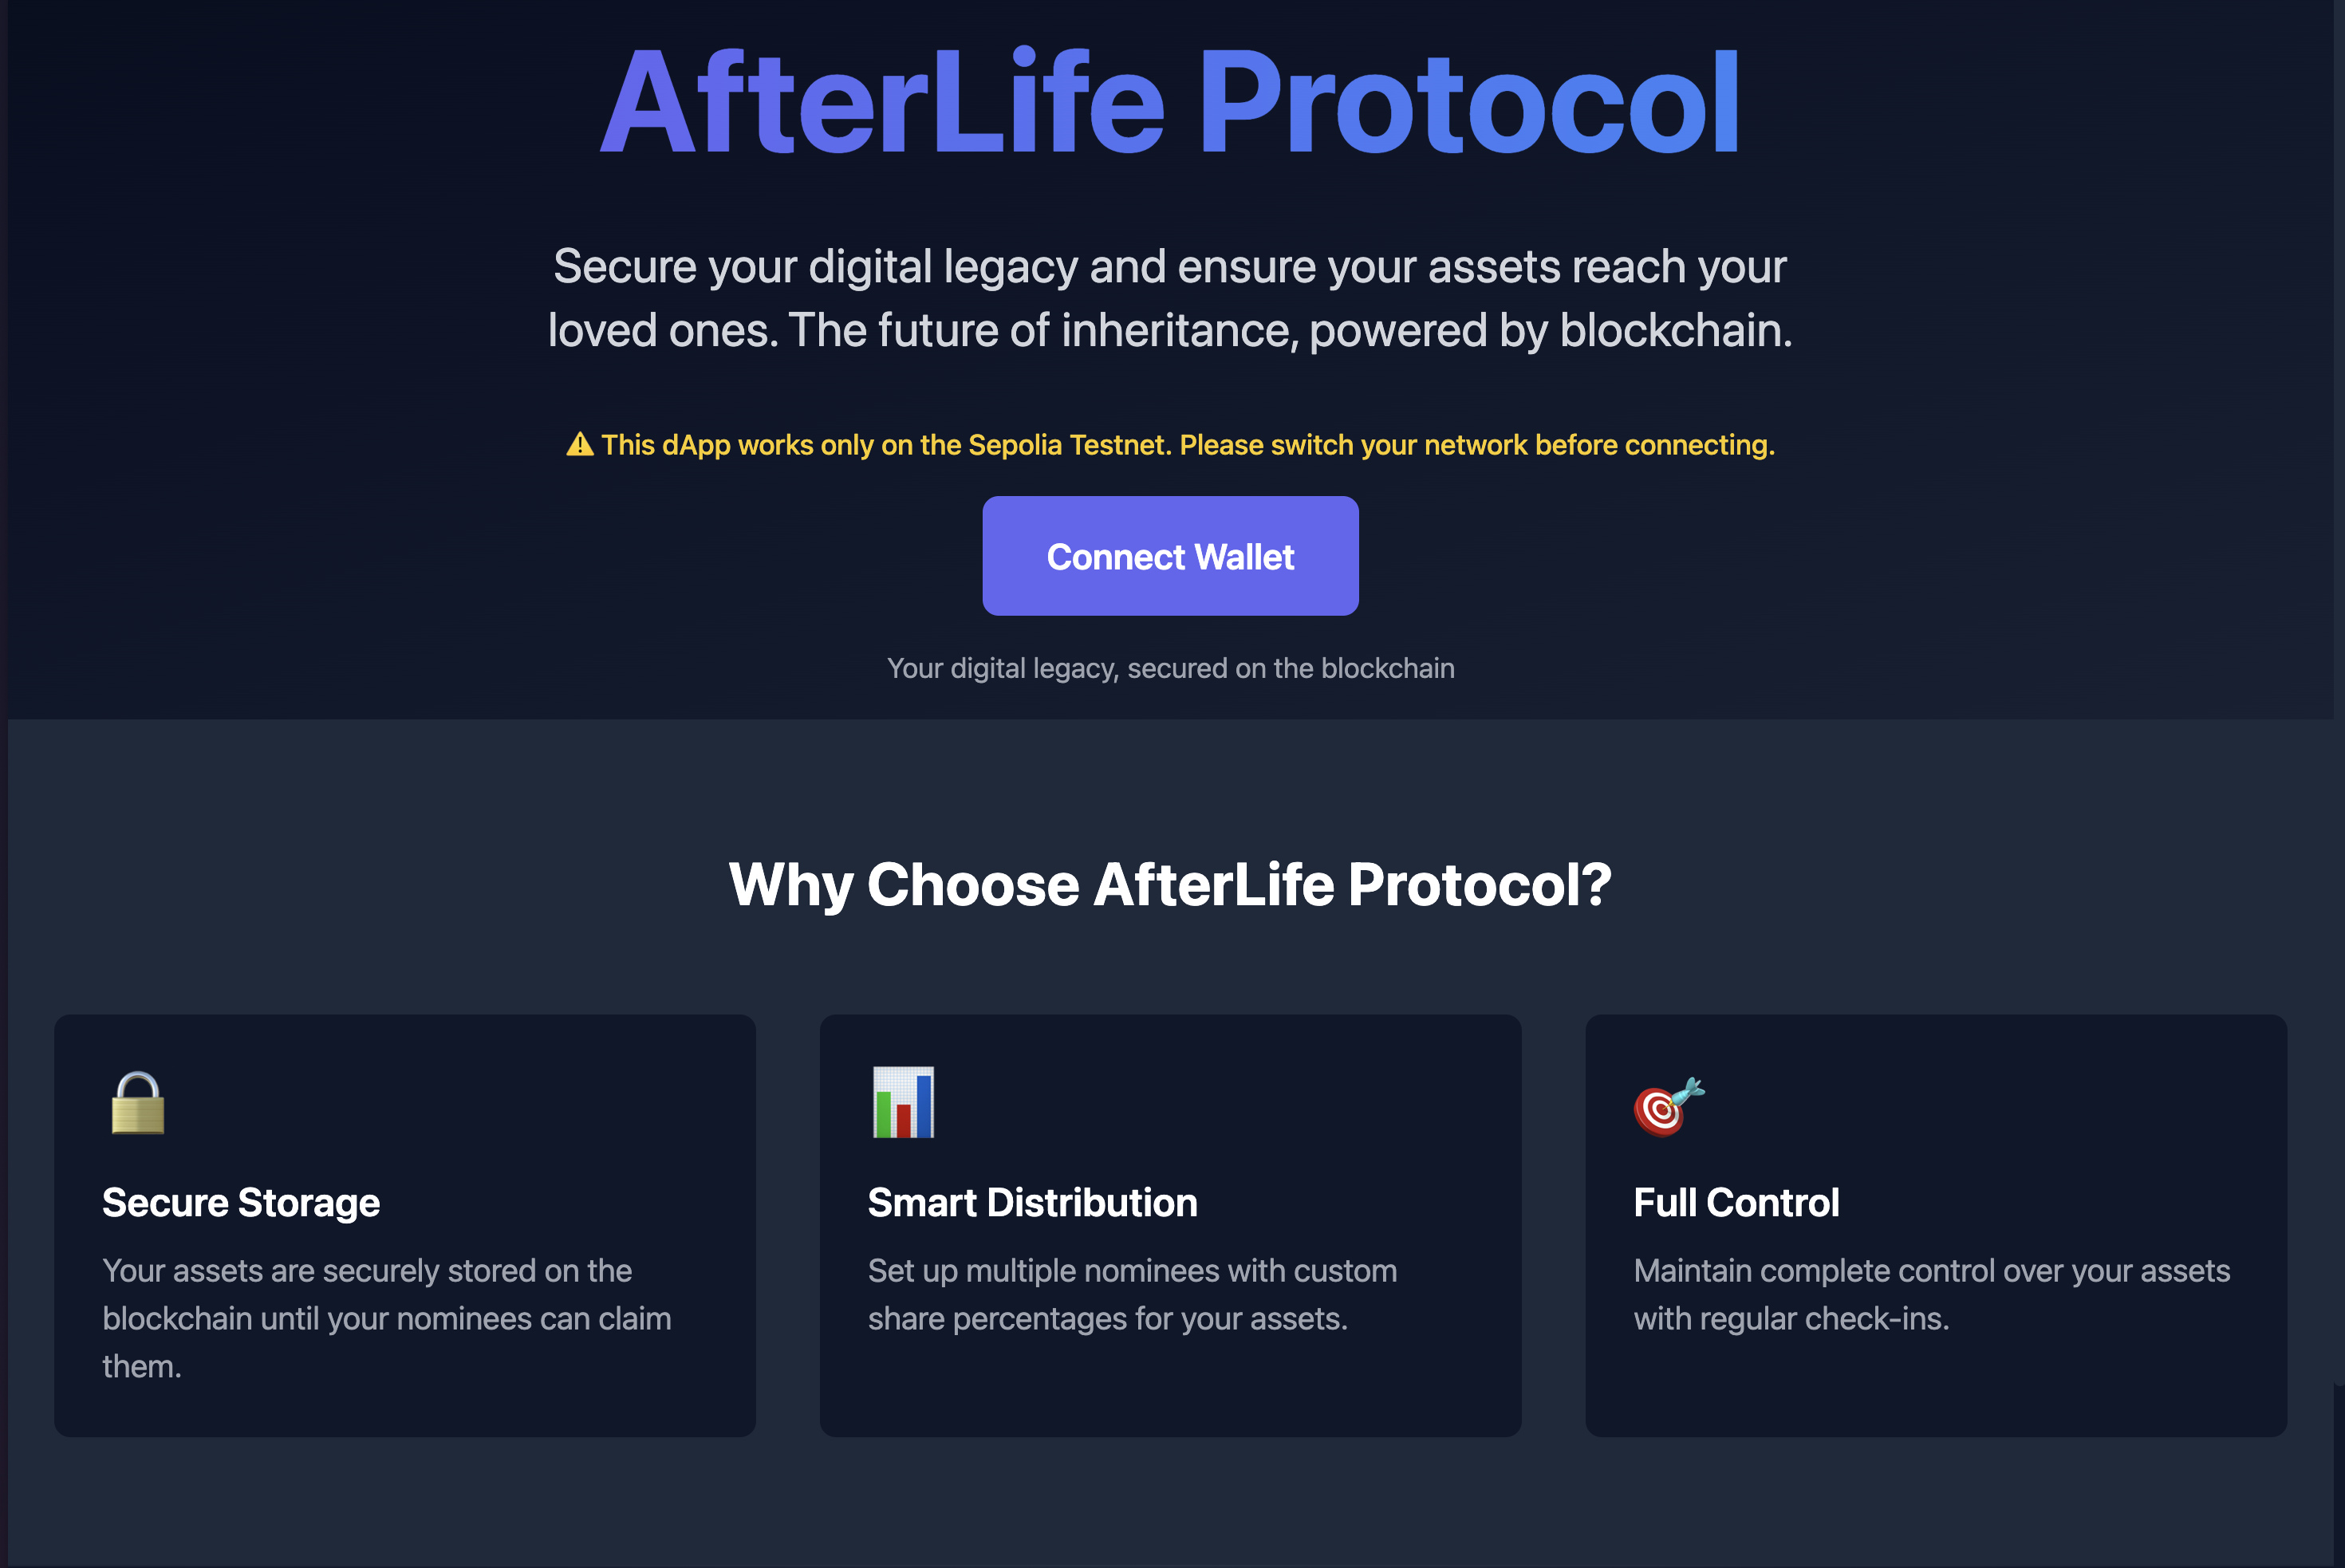 AfterLife Protocol
Secure your digital legacy and ensure your assets reach your
loved ones. The future of inheritance, powered by blockchain.
⚠ This dApp works only on the Sepolia Testnet. Please switch your network before connecting.
Connect Wallet
Your digital legacy, secured on the blockchain
Why Choose AfterLife Protocol?
Secure Storage
Your assets are securely stored on the
blockchain until your nominees can claim
them.
Smart Distribution
Set up multiple nominees with custom
share percentages for your assets.
Full Control
Maintain complete control over your assets
with regular check-ins.